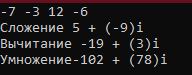 -7 -3 12 -6
Сложение 5 + (-9)i
Вычитание -19 + (3)i
Умножение-102 + (78)i